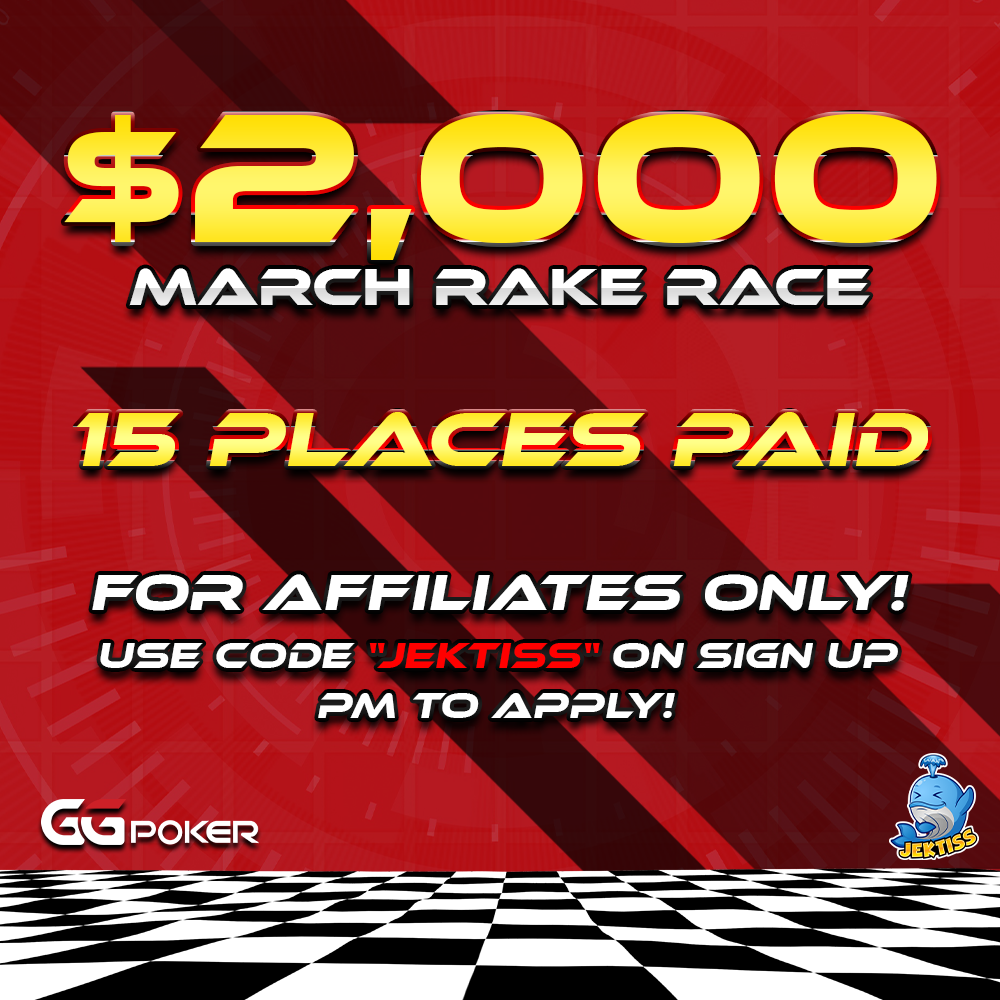 $2,000
MARCH RAKE RACE
15 PLACES PAID
FOR AFFILIATES ONLY!
USE CODE "JEKTISS" ON SIGN UP
PM TO APPLY!
GGPOKER
JEKTISS